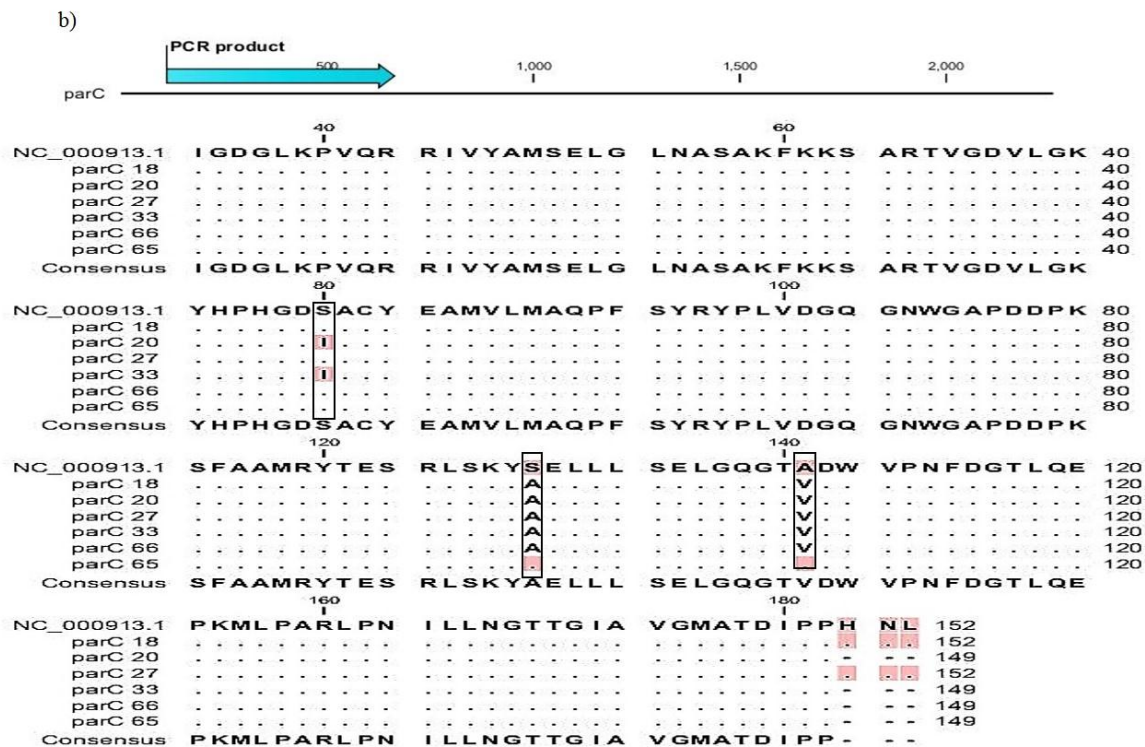 b)
PCR product
500 1,000 1,500 2,000
parC
40 60
NC_000913.1 IGDGLKPVQR RIVYAMSELG LNASAKFKKS ARTVGDVLGK 40
parC 18 . . . . . . . . . . . . . . . . . . . . . . . . . . . . . . . . . . . . . . . . 40
parC 20 . . . . . . . . . . . . . . . . . . . . . . . . . . . . . . . . . . . . . . . . 40
parC 27 . . . . . . . . . . . . . . . . . . . . . . . . . . . . . . . . . . . . . . . . 40
parC 33 . . . . . . . . . . . . . . . . . . . . . . . . . . . . . . . . . . . . . . . . 40
parC 66 . . . . . . . . . . . . . . . . . . . . . . . . . . . . . . . . . . . . . . . . 40
parC 65 . . . . . . . . . . . . . . . . . . . . . . . . . . . . . . . . . . . . . . . . 40
Consensus IGDGLKPVQR RIVYAMSELG LNASAKFKKS ARTVGDVLGK
80 100
NC_000913.1 YHPHGDSACY EAMVLMAQPF SYRYPLVDGQ GNWGAPDDPK 80
parC 18 . . . . . . . . . . . . . . . . . . . . . . . . . . . . . . . . . . . . . . . . 80
parC 20 . . . . . . I . . . . . . . . . . . . . . . . . . . . . . . . . . . . . . . . . 80
parC 27 . . . . . . . . . . . . . . . . . . . . . . . . . . . . . . . . . . . . . . . . 80
parC 33 . . . . . . I . . . . . . . . . . . . . . . . . . . . . . . . . . . . . . . . . 80
parC 66 . . . . . . . . . . . . . . . . . . . . . . . . . . . . . . . . . . . . . . . . 80
parC 65 . . . . . . . . . . . . . . . . . . . . . . . . . . . . . . . . . . . . . . . . 80
Consensus YHPHGDSACY EAMVLMAQPF SYRYPLVDGQ GNWGAPDDPK
120 140
NC_000913.1 SFAAMRYTES RLSKYSELLL SELGQGTADW VPNFDGTLQE 120
parC 18 . . . . . . . . . . . . . . . A . . . . . . . . . . . V . . . . . . . . . . . . 120
parC 20 . . . . . . . . . . . . . . . A . . . . . . . . . . . V . . . . . . . . . . . . 120
parC 27 . . . . . . . . . . . . . . . A . . . . . . . . . . . V . . . . . . . . . . . . 120
parC 33 . . . . . . . . . . . . . . . A . . . . . . . . . . . V . . . . . . . . . . . . 120
parC 66 . . . . . . . . . . . . . . . A . . . . . . . . . . . V . . . . . . . . . . . . 120
parC 65 . . . . . . . . . . . . . . . . . . . . . . . . . . . . . . . . . . . . . . . . 120
Consensus SFAAMRYTES RLSKYAELLL SELGQGTVDW VPNFDGTLQE
160 180
NC_000913.1 PKMLPARLPN ILLNGTTGIA VGMATDIPPH NL 152
parC 18 . . . . . . . . . . . . . . . . . . . . . . . . . . . . . . . . 152
parC 20 . . . . . . . . . . . . . . . . . . . . . . . . . . . . . - - - 149
parC 27 . . . . . . . . . . . . . . . . . . . . . . . . . . . . . . . . 152
parC 33 . . . . . . . . . . . . . . . . . . . . . . . . . . . . . - - - 149
parC 66 . . . . . . . . . . . . . . . . . . . . . . . . . . . . . - - - 149
parC 65 . . . . . . . . . . . . . . . . . . . . . . . . . . . . . - - - 149
Consensus PKMLPARLPN ILLNGTTGIA VGMATDIPP- - -